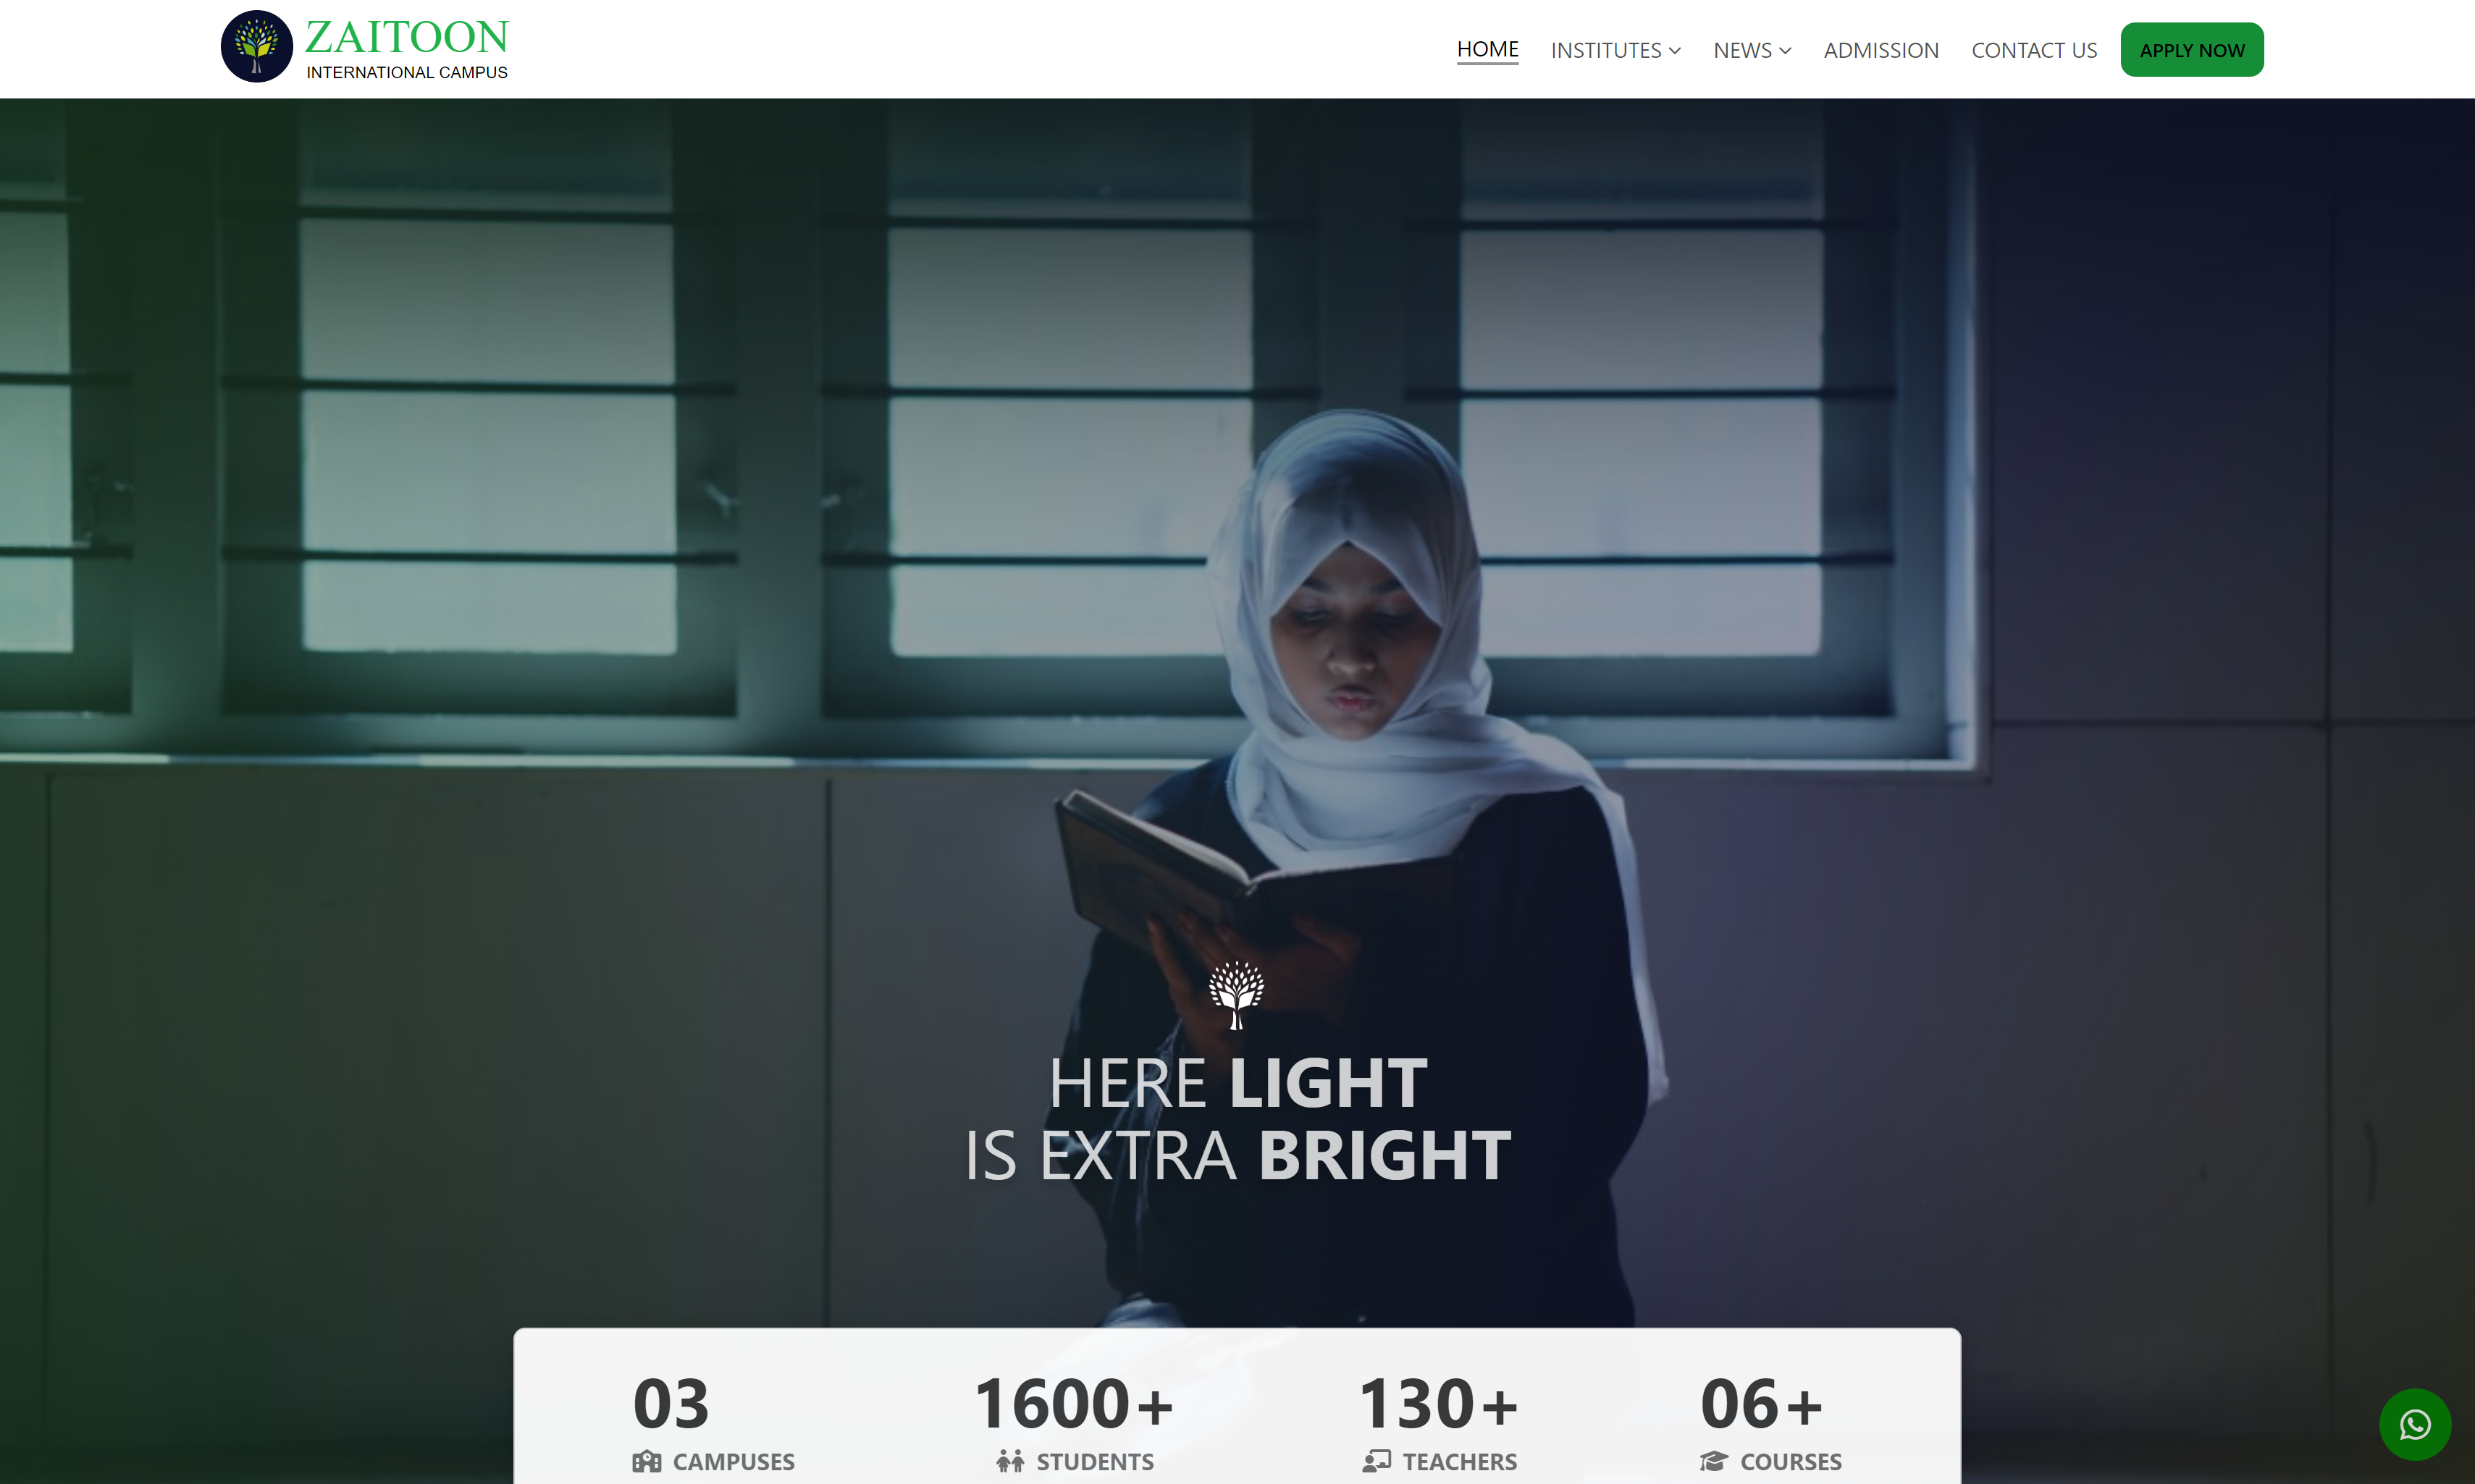 ZAITOON
INTERNATIONAL CAMPUS
HOME INSTITUTES NEWS ADMISSION CONTACT US APPLY NOW
HERE LIGHT
IS EXTRA BRIGHT
03 1600+ 130+ 06+
CAMPUSES STUDENTS TEACHERS COURSES